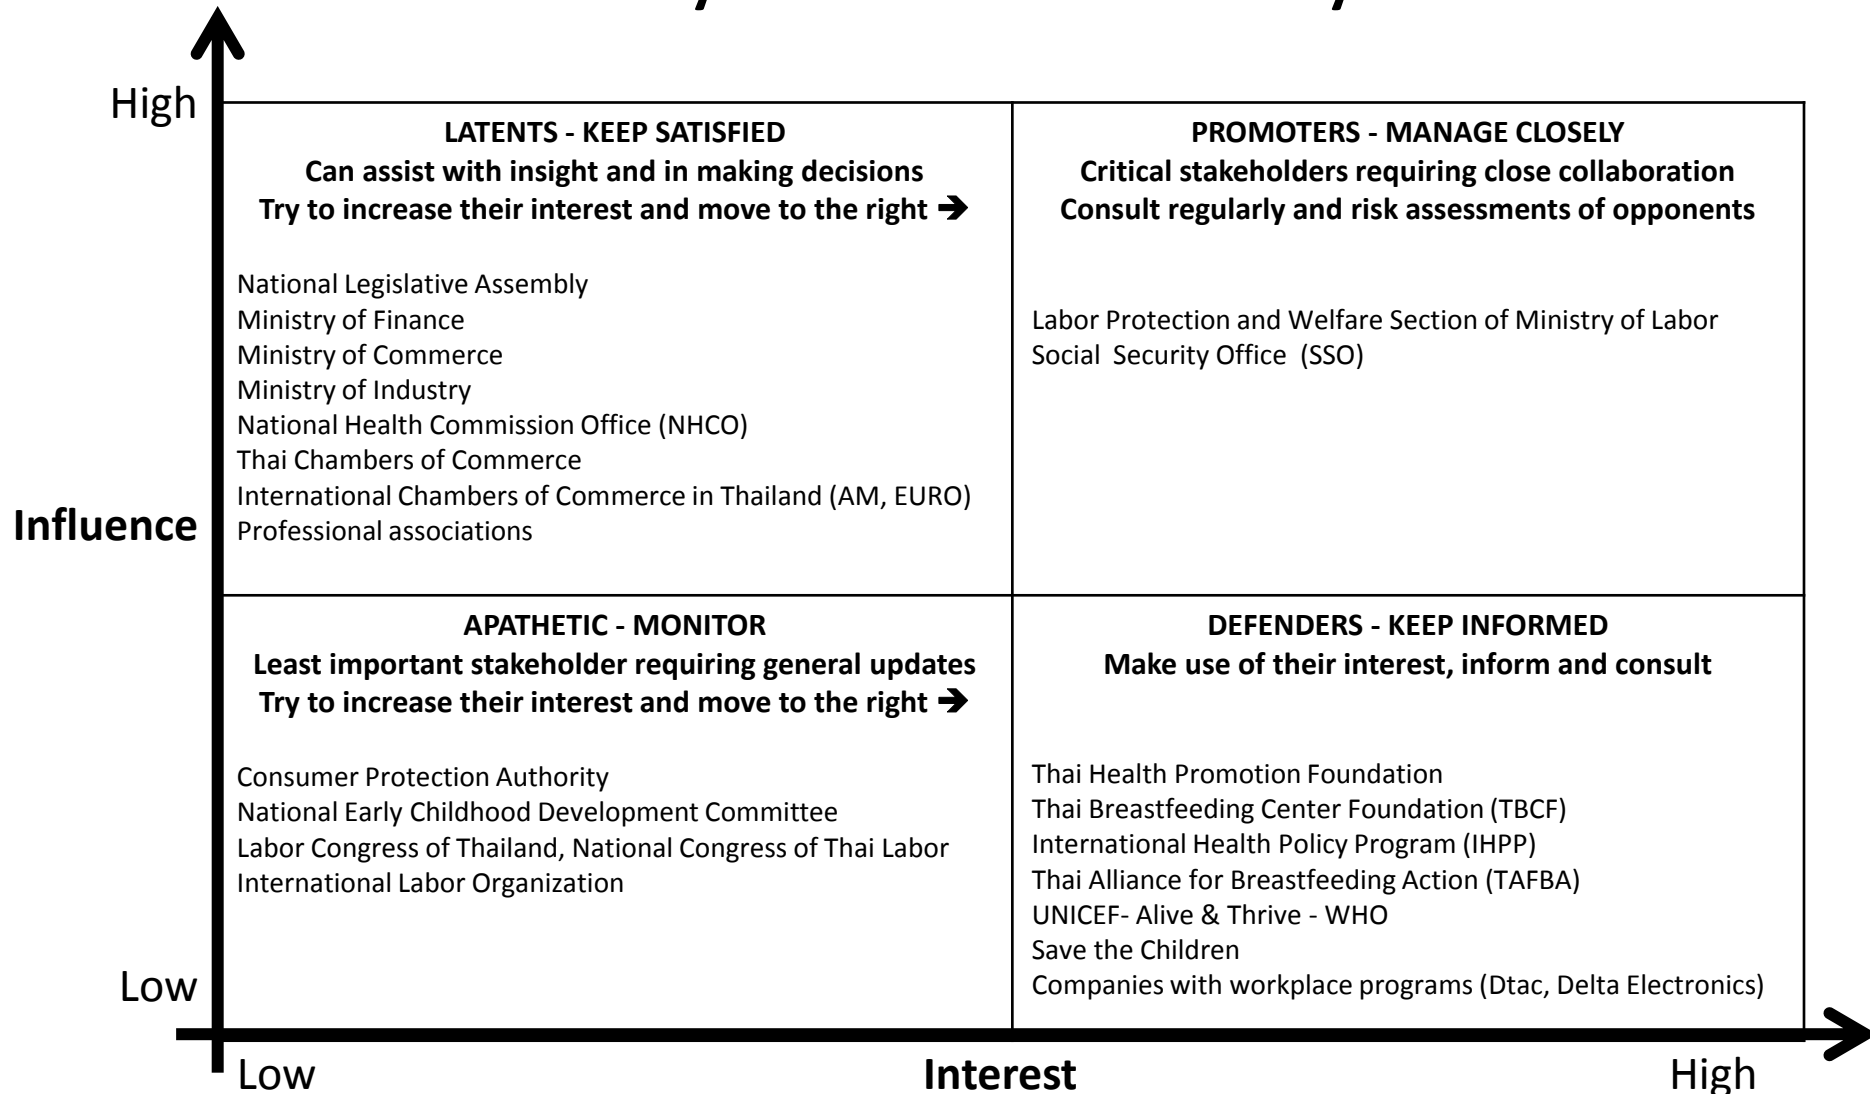 High
LATENTS - KEEP SATISFIED
Can assist with insight and in making decisions
Try to increase their interest and move to the right ➔
National Legislative Assembly
Ministry of Finance
Ministry of Commerce
Ministry of Industry
National Health Commission Office (NHCO)
Thai Chambers of Commerce
International Chambers of Commerce in Thailand (AM, EURO)
Professional associations
PROMOTERS - MANAGE CLOSELY
Critical stakeholders requiring close collaboration
Consult regularly and risk assessments of opponents
Labor Protection and Welfare Section of Ministry of Labor
Social Security Office (SSO)
Influence
APATHETIC - MONITOR
Least important stakeholder requiring general updates
Try to increase their interest and move to the right ➔
Consumer Protection Authority
National Early Childhood Development Committee
Labor Congress of Thailand, National Congress of Thai Labor
International Labor Organization
DEFENDERS - KEEP INFORMED
Make use of their interest, inform and consult
Thai Health Promotion Foundation
Thai Breastfeeding Center Foundation (TBCF)
International Health Policy Program (IHPP)
Thai Alliance for Breastfeeding Action (TAFBA)
UNICEF- Alive & Thrive - WHO
Save the Children
Companies with workplace programs (Dtac, Delta Electronics)
Low
Low
Interest
High